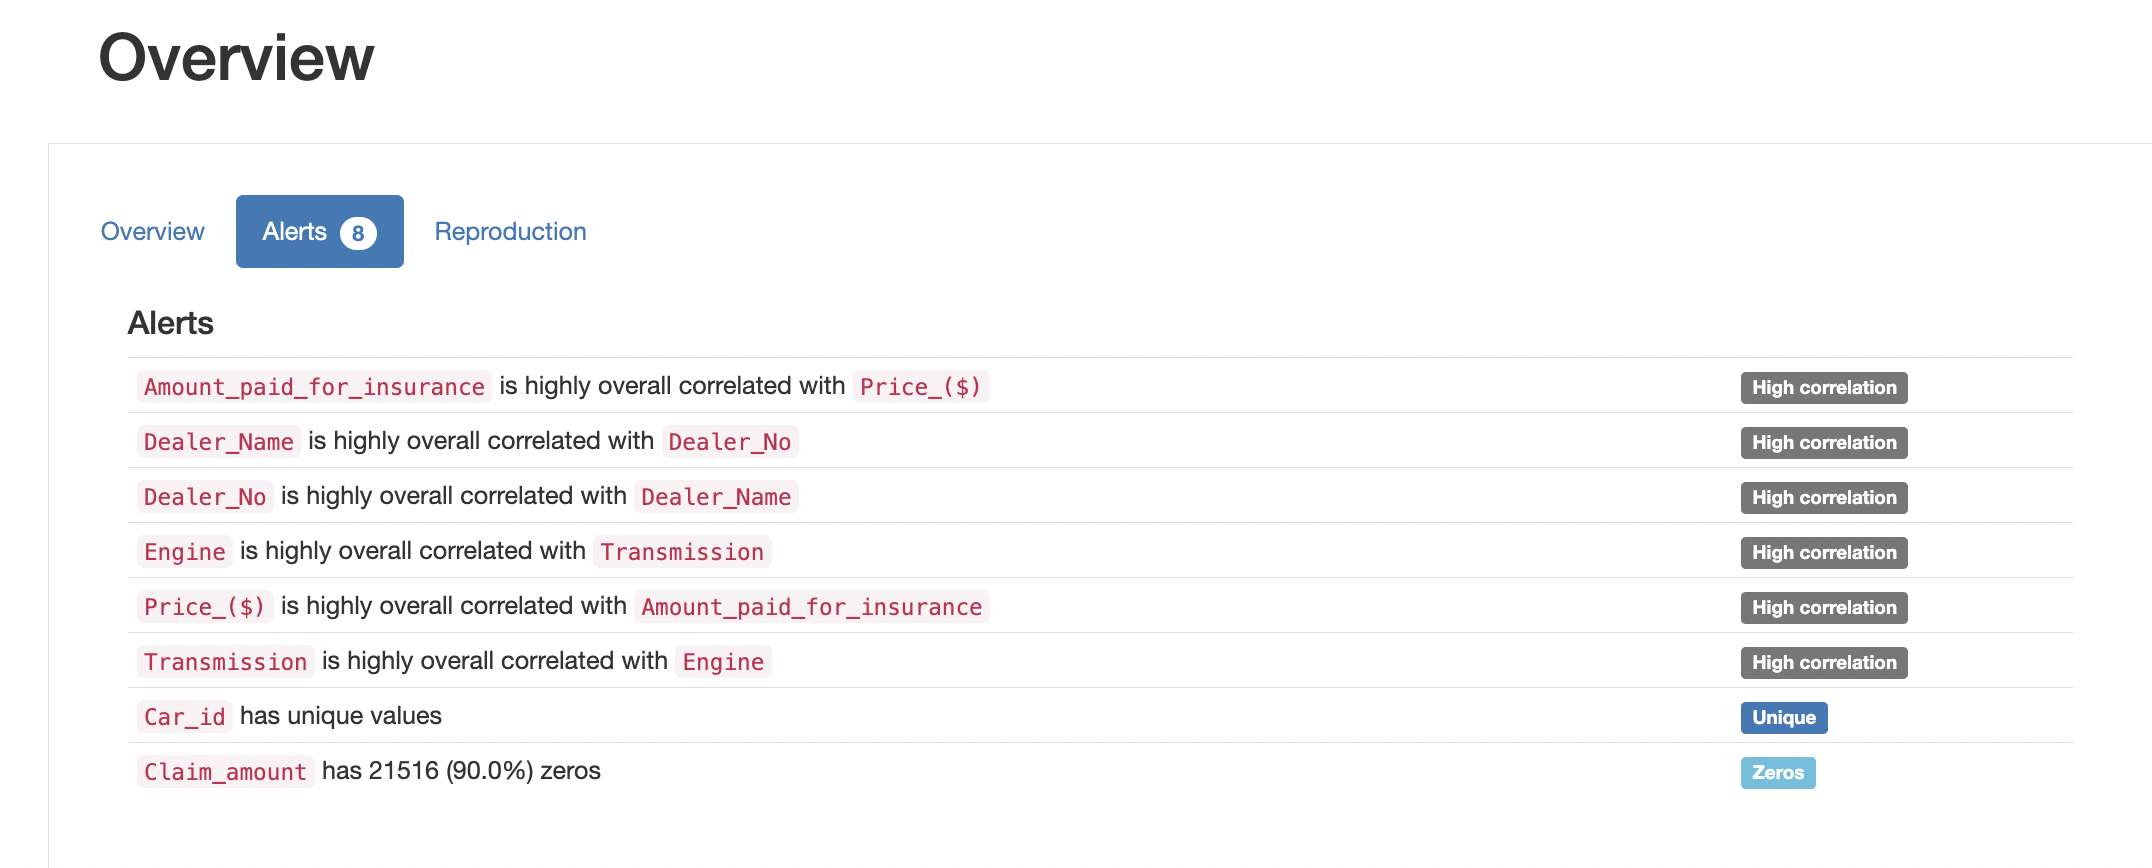 Overview
Overview Alerts 8 Reproduction
Alerts
Amount_paid_for_insurance is highly overall correlated with Price_($) High correlation
Dealer_Name is highly overall correlated with Dealer_No High correlation
Dealer_No is highly overall correlated with Dealer_Name High correlation
Engine is highly overall correlated with Transmission High correlation
Price_($) is highly overall correlated with Amount_paid_for_insurance High correlation
Transmission is highly overall correlated with Engine High correlation
Car_id has unique values Unique
Claim_amount has 21516 (90.0%) zeros Zeros